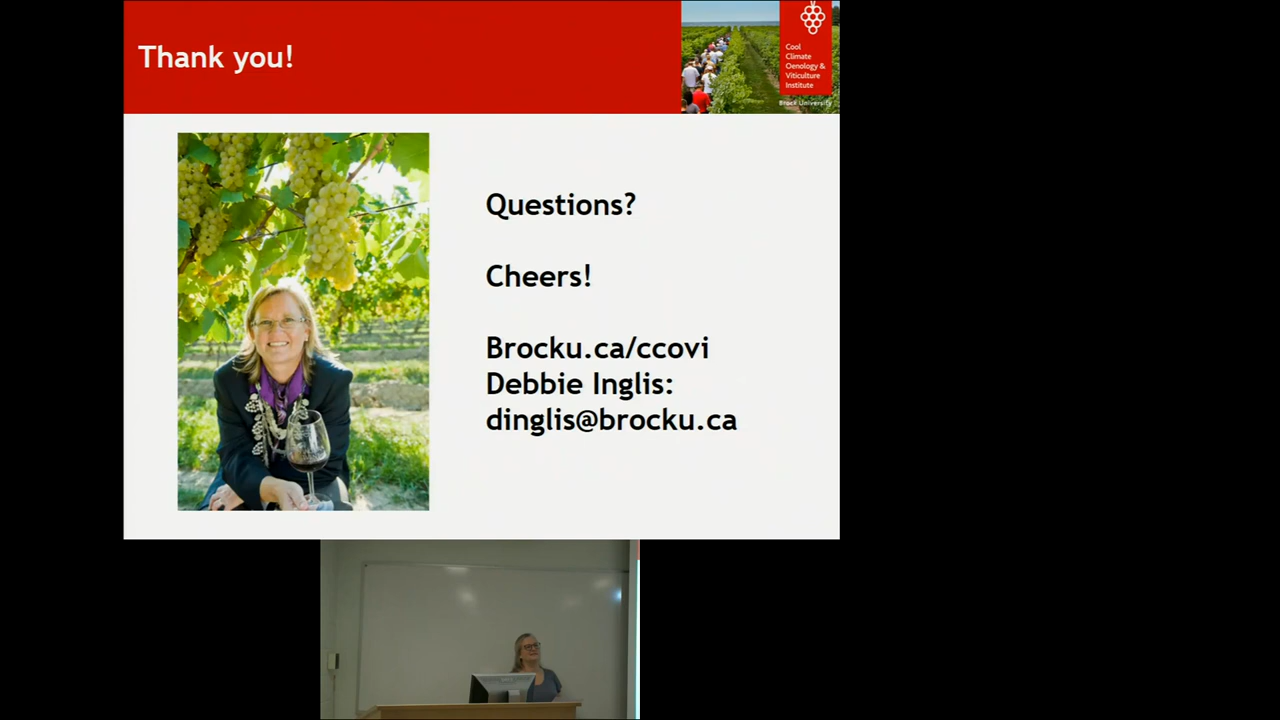 Thank you!
Cool
Climate
Oenology &
Viticulture
Institute
Brock University
Questions?
Cheers!
Brocku.ca/ccovi
Debbie Inglis:
dinglis@brocku.ca